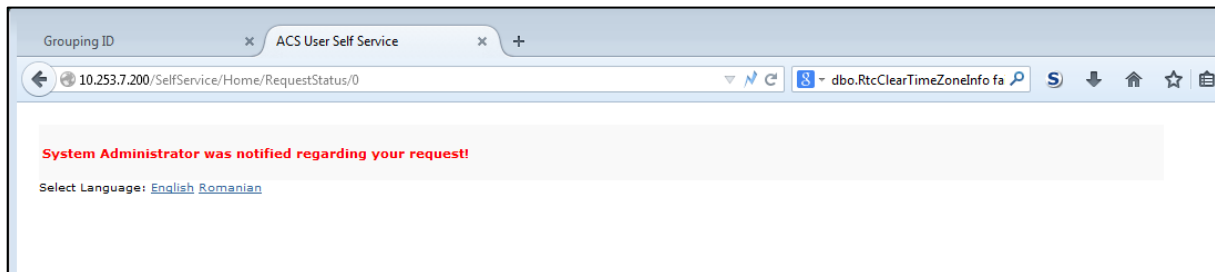 Grouping ID
ACS User Self Service
10.253.7.200/SelfService/Home/RequestStatus/0
dbo.RtcClearTimeZoneInfo fa
System Administrator was notified regarding your request!
Select Language: English Romanian